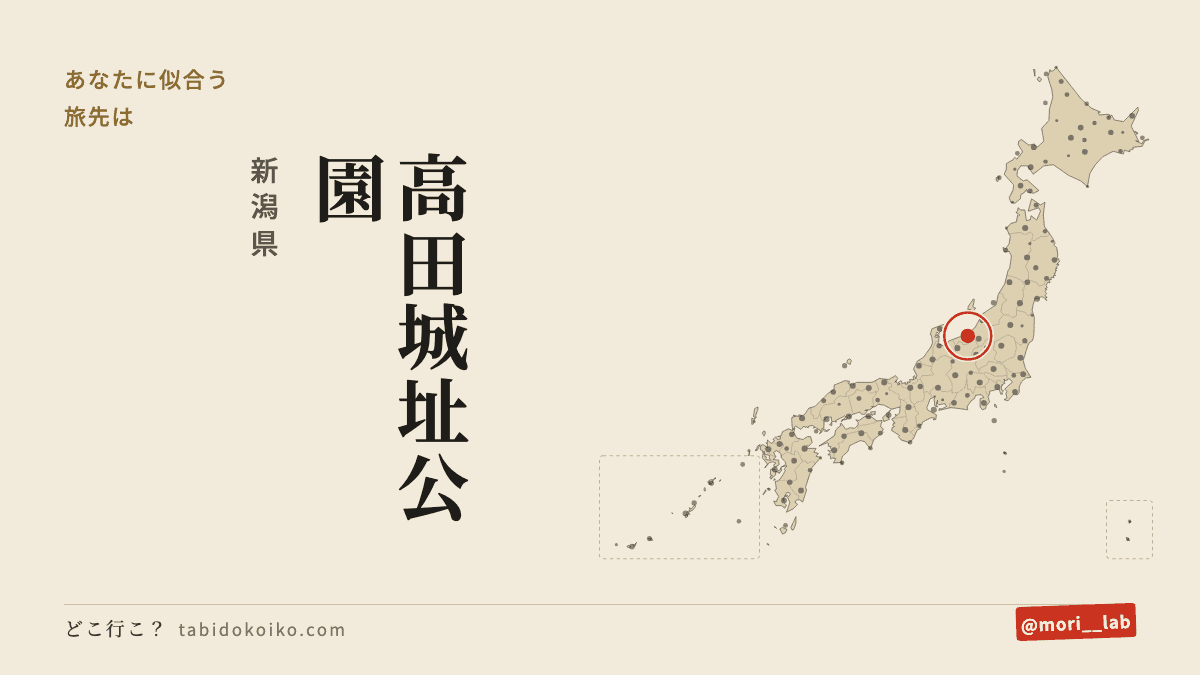 あなたに似合う
旅先は
高田城址公
園
新潟県
どこ行こ？ tabidokoiko.com
@mori__lab